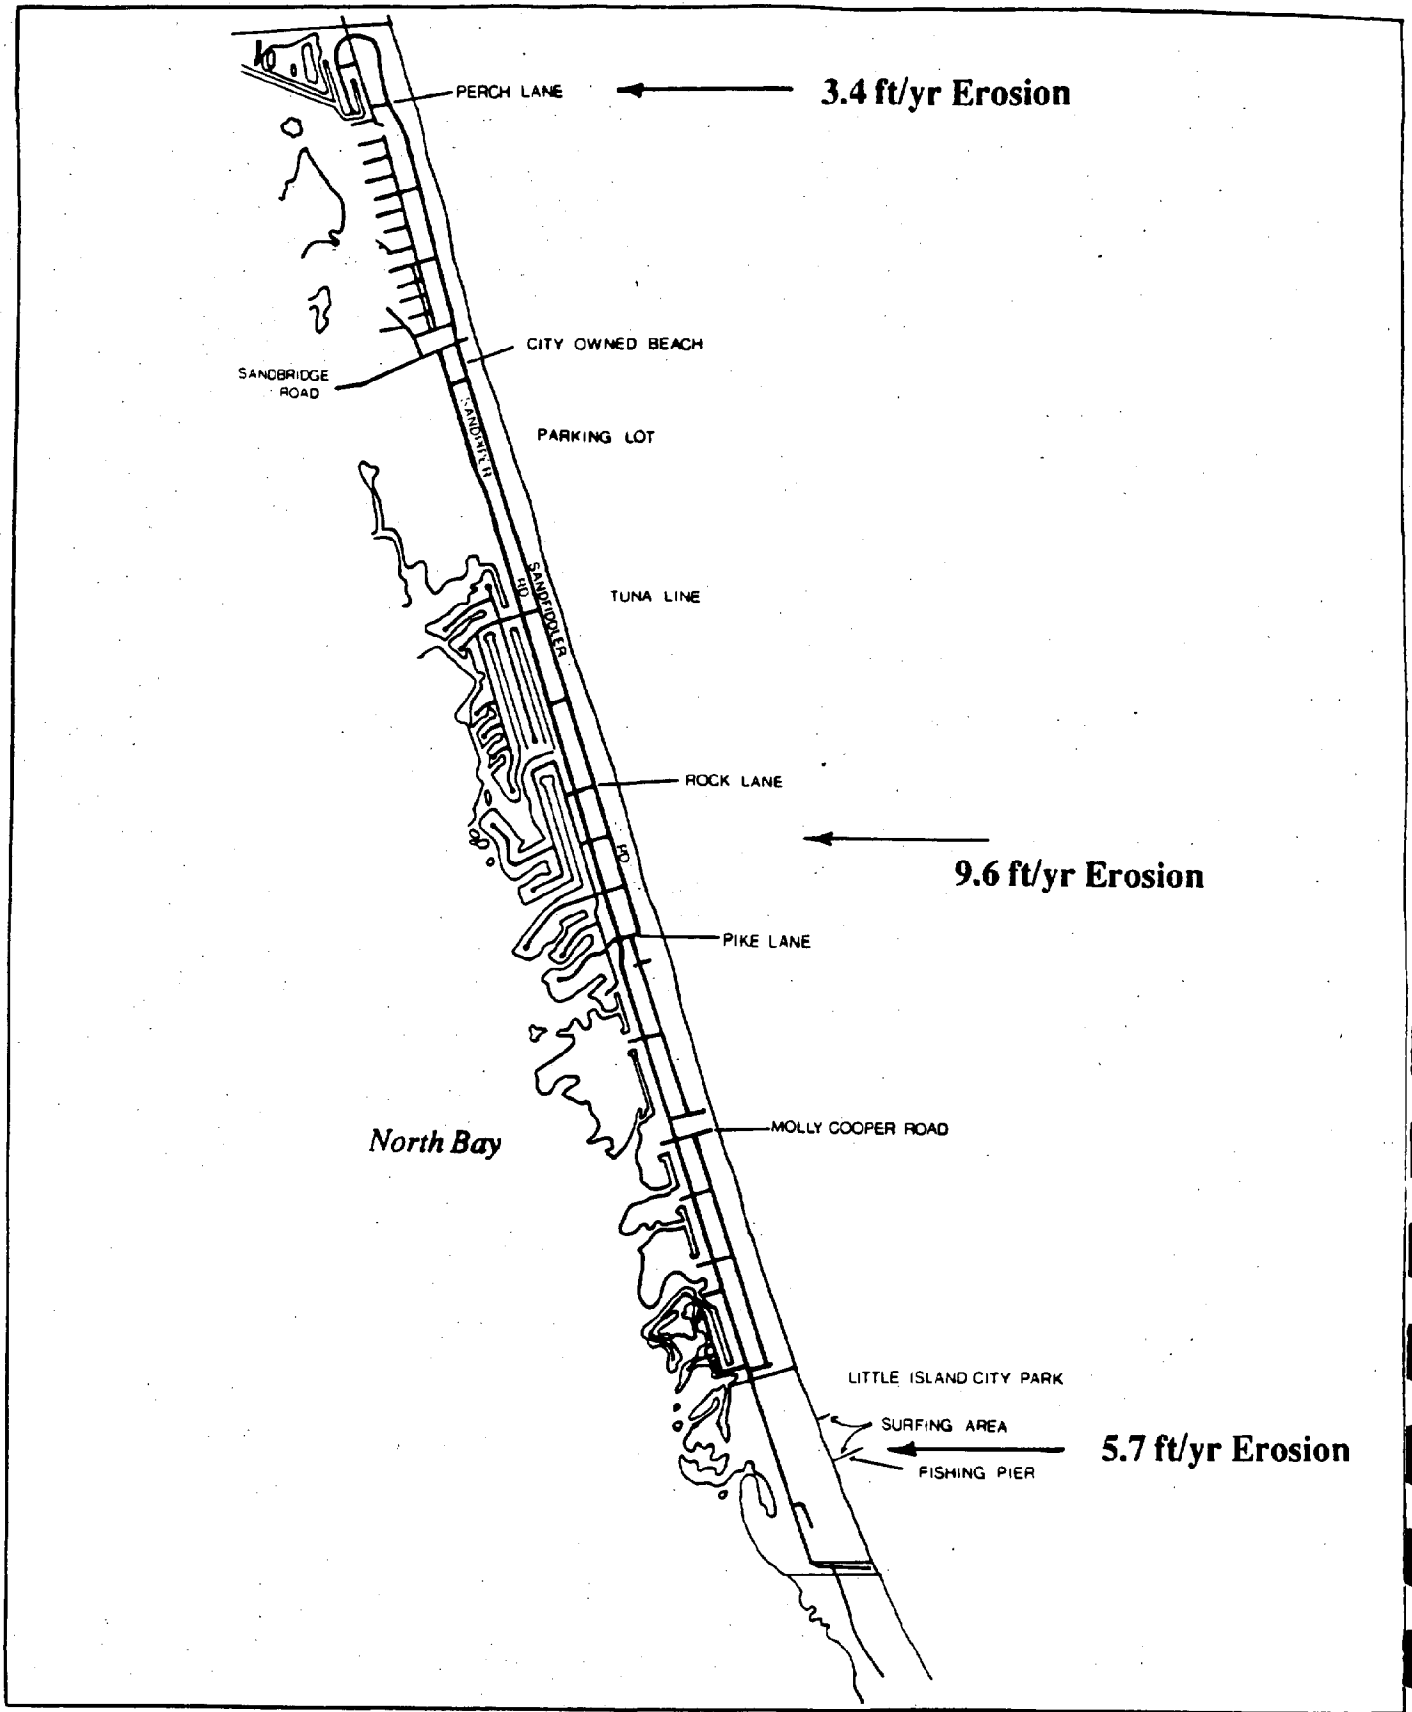 PERCH LANE
3.4 ft/yr Erosion
CITY OWNED BEACH
SANDBRIDGE
ROAD
SANDPIPER
PARKING LOT
RD
SANDFIDDLER
TUNA LINE
ROCK LANE
RD
9.6 ft/yr Erosion
PIKE LANE
MOLLY COOPER ROAD
North Bay
LITTLE ISLAND CITY PARK
SURFING AREA
5.7 ft/yr Erosion
FISHING PIER